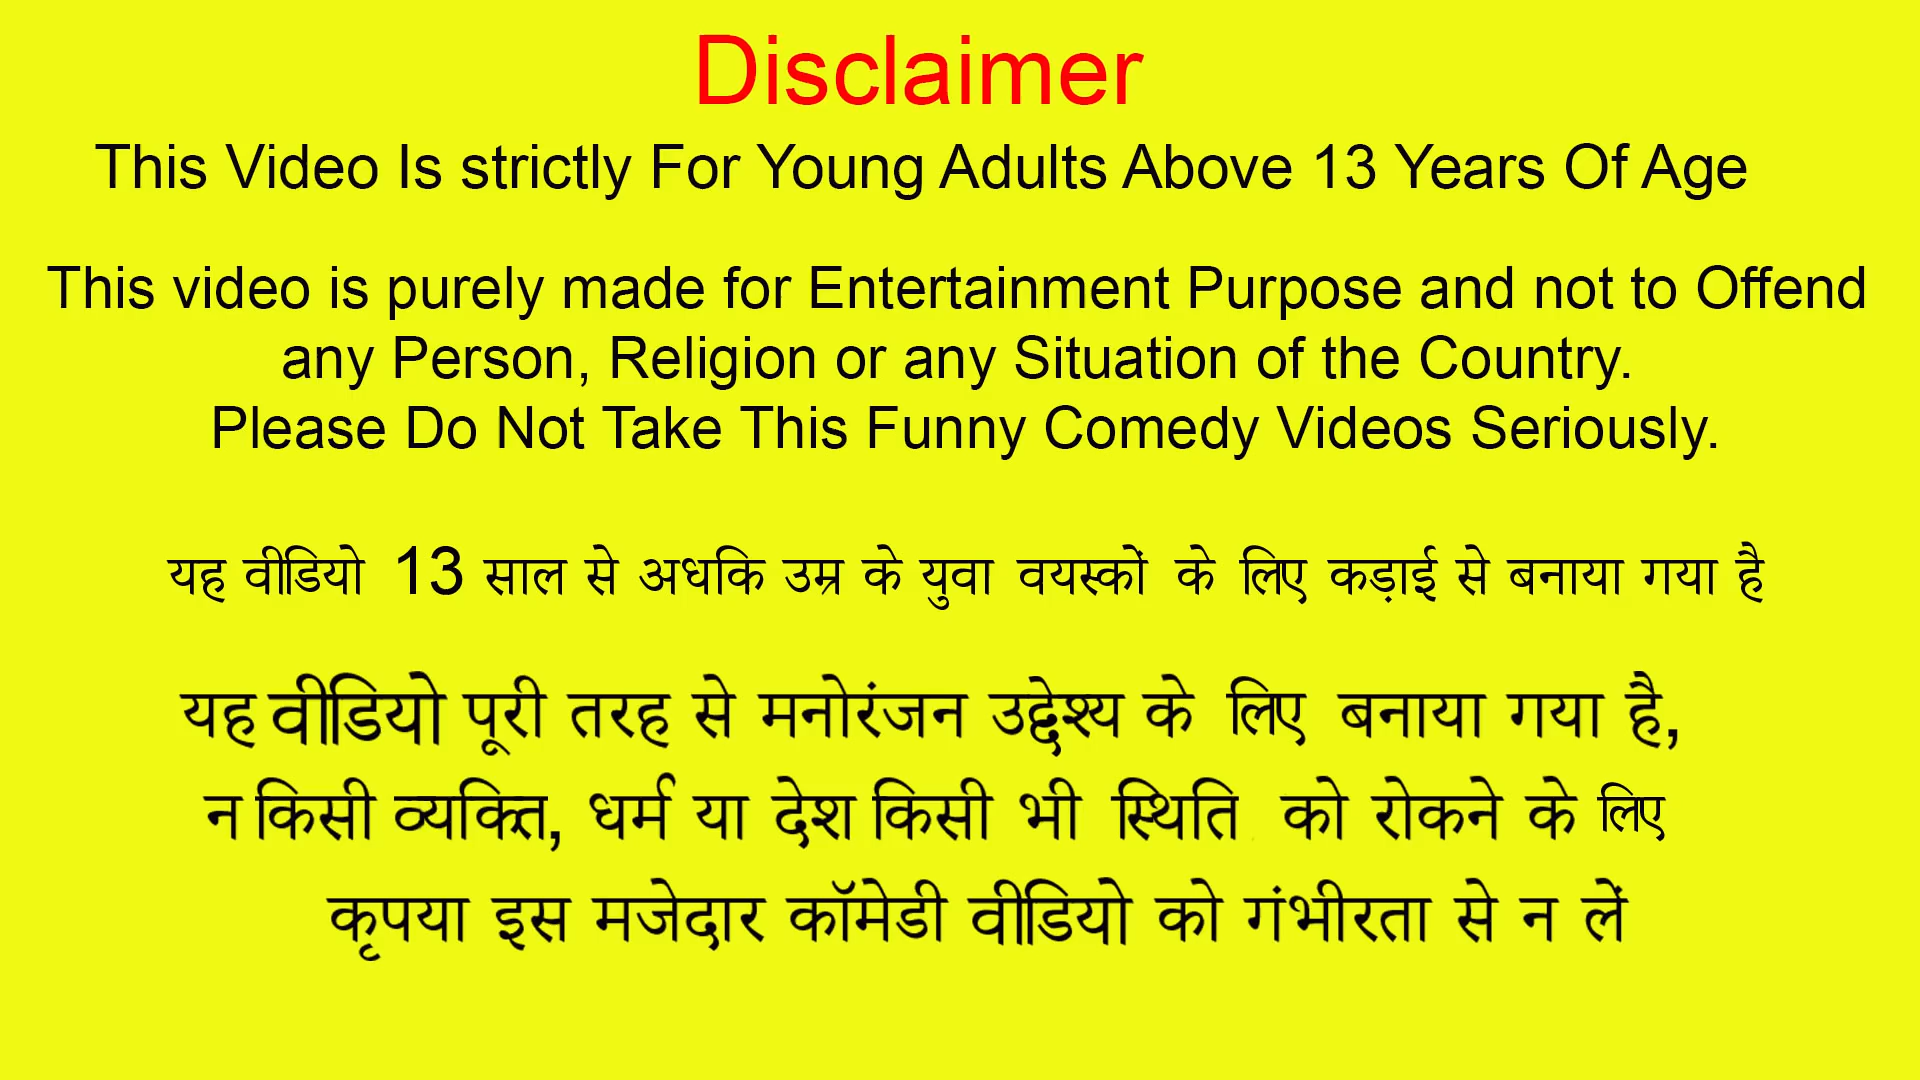 Disclaimer
This Video Is strictly For Young Adults Above 13 Years Of Age
This video is purely made for Entertainment Purpose and not to Offend
any Person, Religion or any Situation of the Country.
Please Do Not Take This Funny Comedy Videos Seriously.
यह वीडियो 13 साल से अधकि उम्र के युवा वयस्कों के लिए कड़ाई से बनाया गया है
यह वीडियो पूरी तरह से मनोरंजन उद्देश्य के लिए बनाया गया है,
न किसी व्यक्ति, धर्म या देश किसी भी स्थिति को रोकने के लिए
कृपया इस मजेदार कॉमेडी वीडियो को गंभीरता से न लें